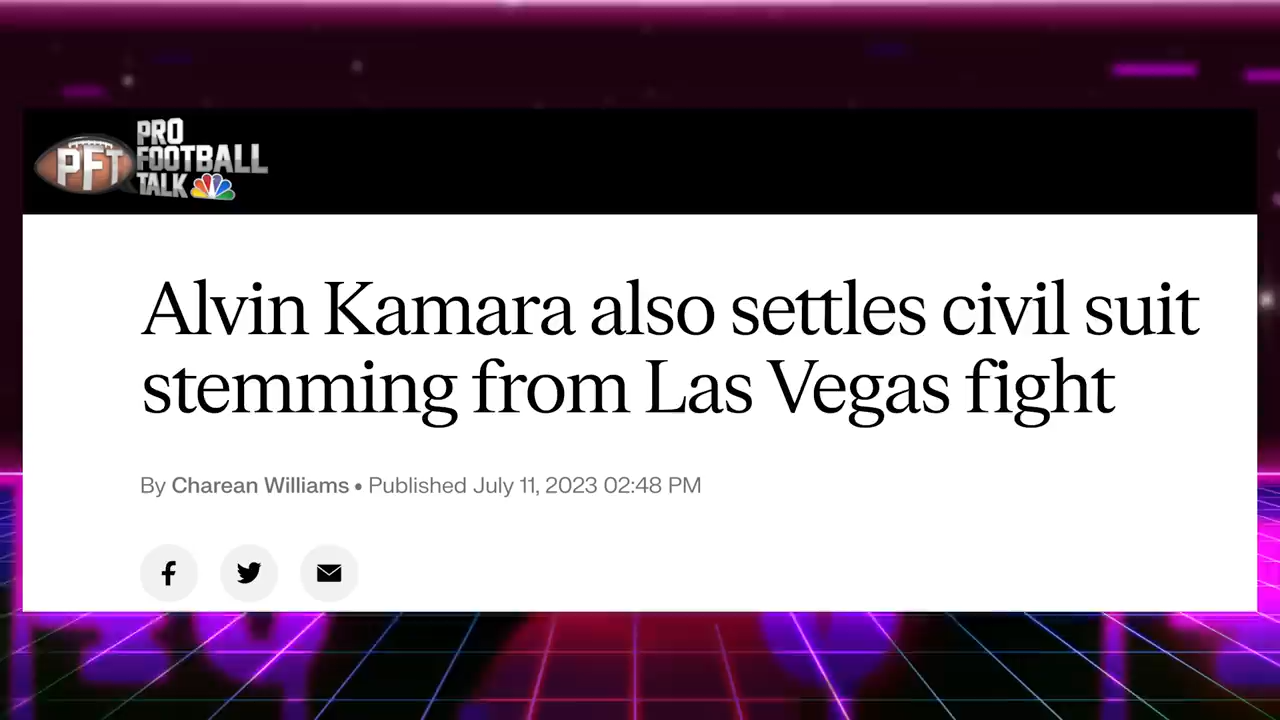 PFT
PRO
FOOTBALL
TALK
Alvin Kamara also settles civil suit
stemming from Las Vegas fight
By Charean Williams • Published July 11, 2023 02:48 PM